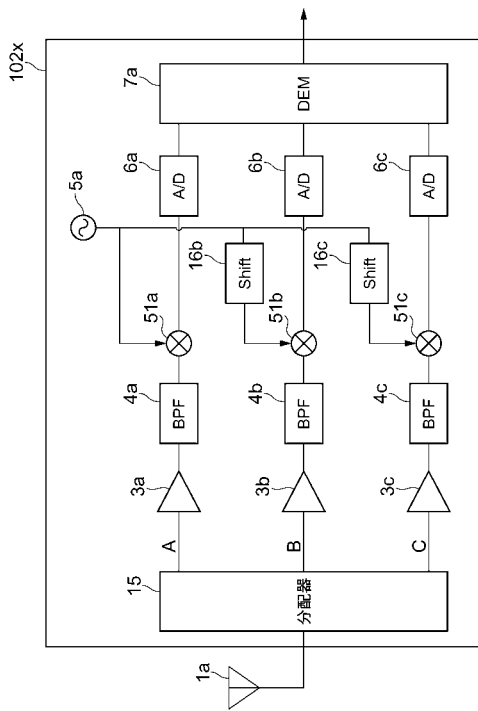 102x
5a
7a
DEM
6a
A/D
6b
A/D
6c
A/D
16b
Shift
16c
Shift
51a
51b
51c
4a
BPF
4b
BPF
4c
BPF
3a
3b
3c
A
B
C
15
分配器
1a